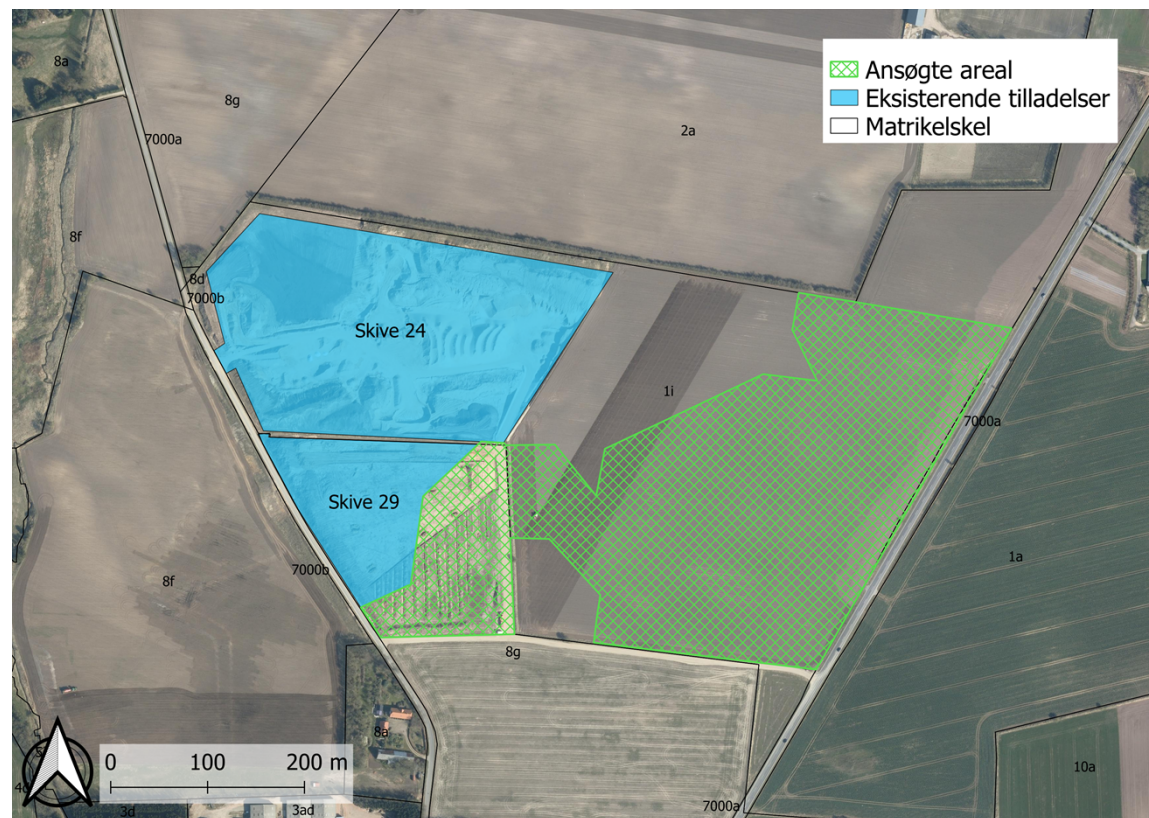 Ansøgte areal
Eksisterende tilladelser
Matrikelskel
8a
8g
7000a
2a
8f
8d
7000b
Skive 24
1i
7000a
Skive 29
7000b
8f
1a
8g
8a
0 100 200 m
10a
3d
3ad
7000a